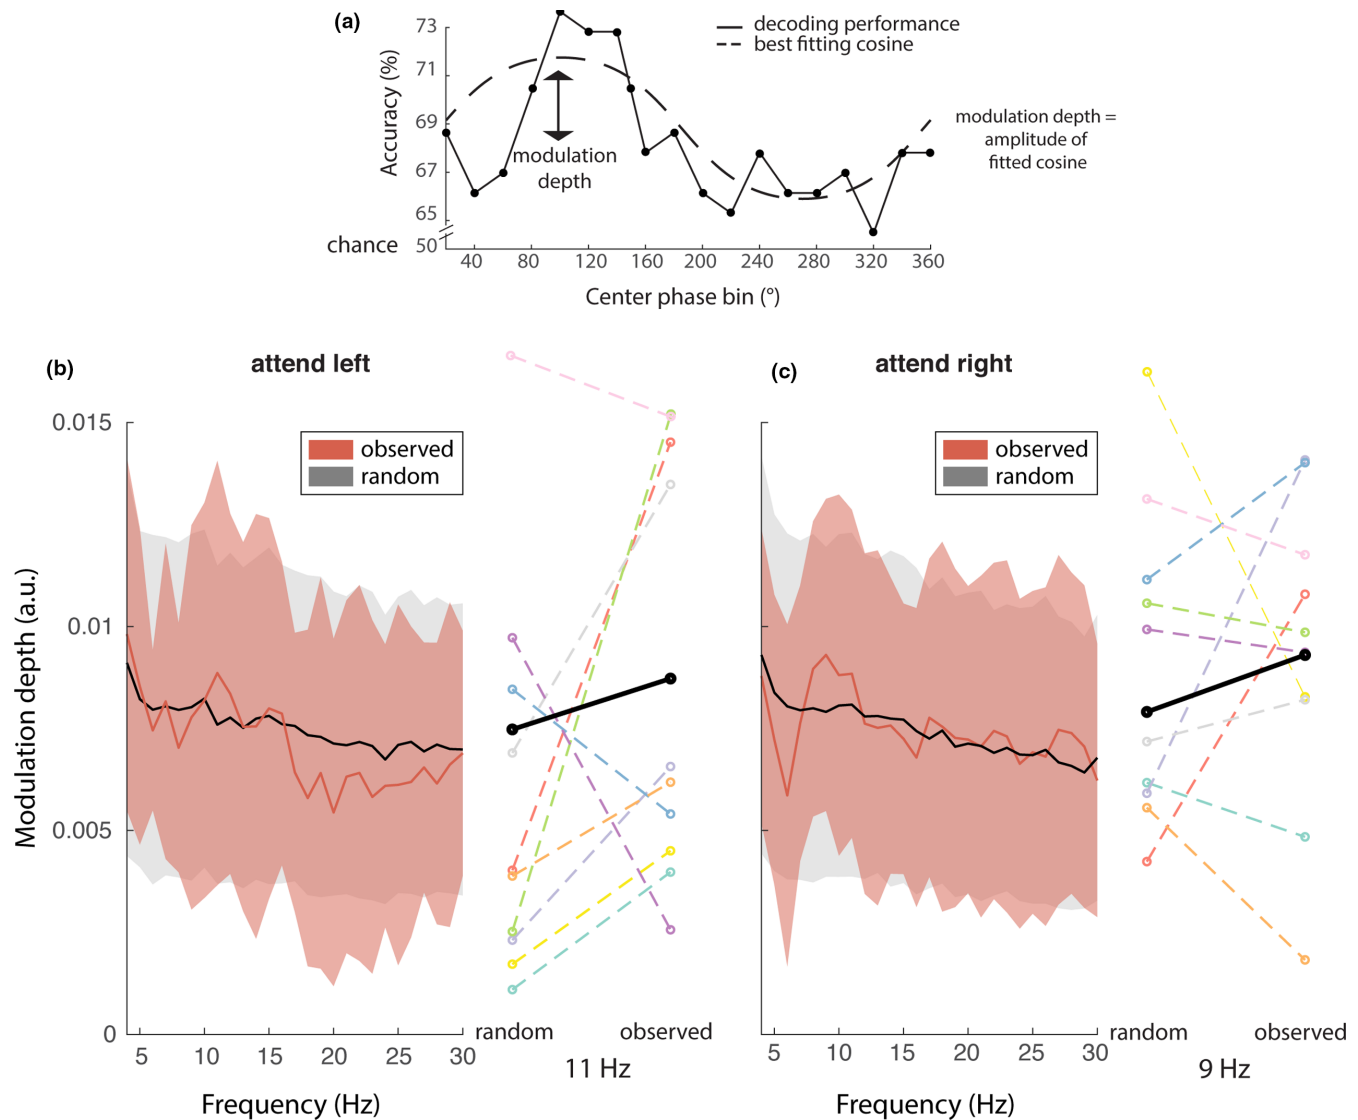 (a)
73
71
69
67
65
50
chance
Accuracy (%)
decoding performance
best fitting cosine
modulation
depth
modulation depth =
amplitude of
fitted cosine
40 80 120 160 200 240 280 320 360
Center phase bin (°)
(b)
attend left
0.015
0.01
0.005
0
Modulation depth (a.u.)
observed
random
5 10 15 20 25 30
Frequency (Hz)
random observed
11 Hz
(c)
attend right
observed
random
5 10 15 20 25 30
Frequency (Hz)
random observed
9 Hz